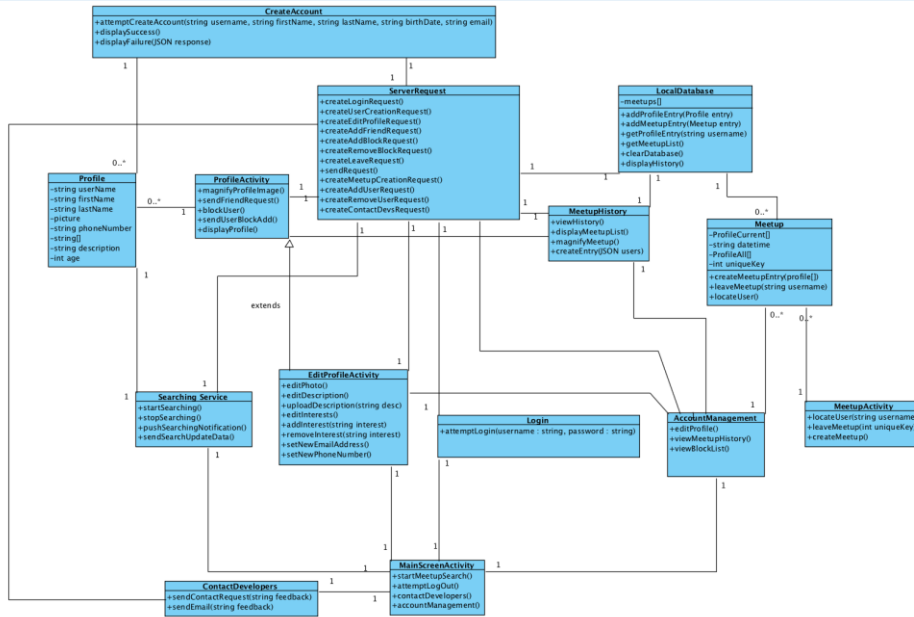 CreateAccount
+attemptCreateAccount(string username, string firstName, string lastName, string birthDate, string email)
+displaySuccess()
+displayFailure(JSON response)
1
1
1
ServerRequest
+createLoginRequest()
+createUserCreationRequest()
+createEditProfileRequest()
+createAddFriendRequest()
+createAddBlockRequest()
+createRemoveBlockRequest()
+createLeaveRequest()
+sendRequest()
+createMeetupCreationRequest()
+createAddUserRequest()
+createRemoveUserRequest()
+createContactDevsRequest()
LocalDatabase
-meetups[]
+addProfileEntry(Profile entry)
+addMeetupEntry(Meetup entry)
+getProfileEntry(string username)
+getMeetupList()
+clearDatabase()
+displayHistory()
0..*
Profile
-string userName
-string firstName
-string lastName
-picture
-string phoneNumber
-string[]
-string description
-int age
0..*
1
ProfileActivity
+magnifyProfileImage()
+sendFriendRequest()
+blockUser()
+sendUserBlockAdd()
+displayProfile()
1
1
1
1
1
1
1
1
MeetupHistory
+viewHistory()
+displayMeetupList()
+magnifyMeetup()
+createEntry(JSON users)
1
0..*
Meetup
-ProfileCurrent[]
-string datetime
-ProfileAll[]
-int uniqueKey
+createMeetupEntry(profile[])
+leaveMeetup(string username)
+locateUser()
1
1
1
1
1
extends
0..*
0..*
1
1
1
1
1
1
Searching Service
+startSearching()
+stopSearching()
+pushSearchingNotification()
+sendSearchUpdateData()
EditProfileActivity
+editPhoto()
+editDescription()
+uploadDescription(string desc)
+editInterests()
+addInterest(string interest)
+removeInterest(string interest)
+setNewEmailAddress()
+setNewPhoneNumber()
1
Login
+attemptLogin(username : string, password : string)
AccountManagement
+editProfile()
+viewMeetupHistory()
+viewBlockList()
MeetupActivity
+locateUser(string username
+leaveMeetup(int uniqueKey)
+createMeetup()
1
1
1
1
1
1
1
1
1
MainScreenActivity
+startMeetupSearch()
+attemptLogOut()
+contactDevelopers()
+accountManagement()
1
1
ContactDevelopers
+sendContactRequest(string feedback)
+sendEmail(string feedback)